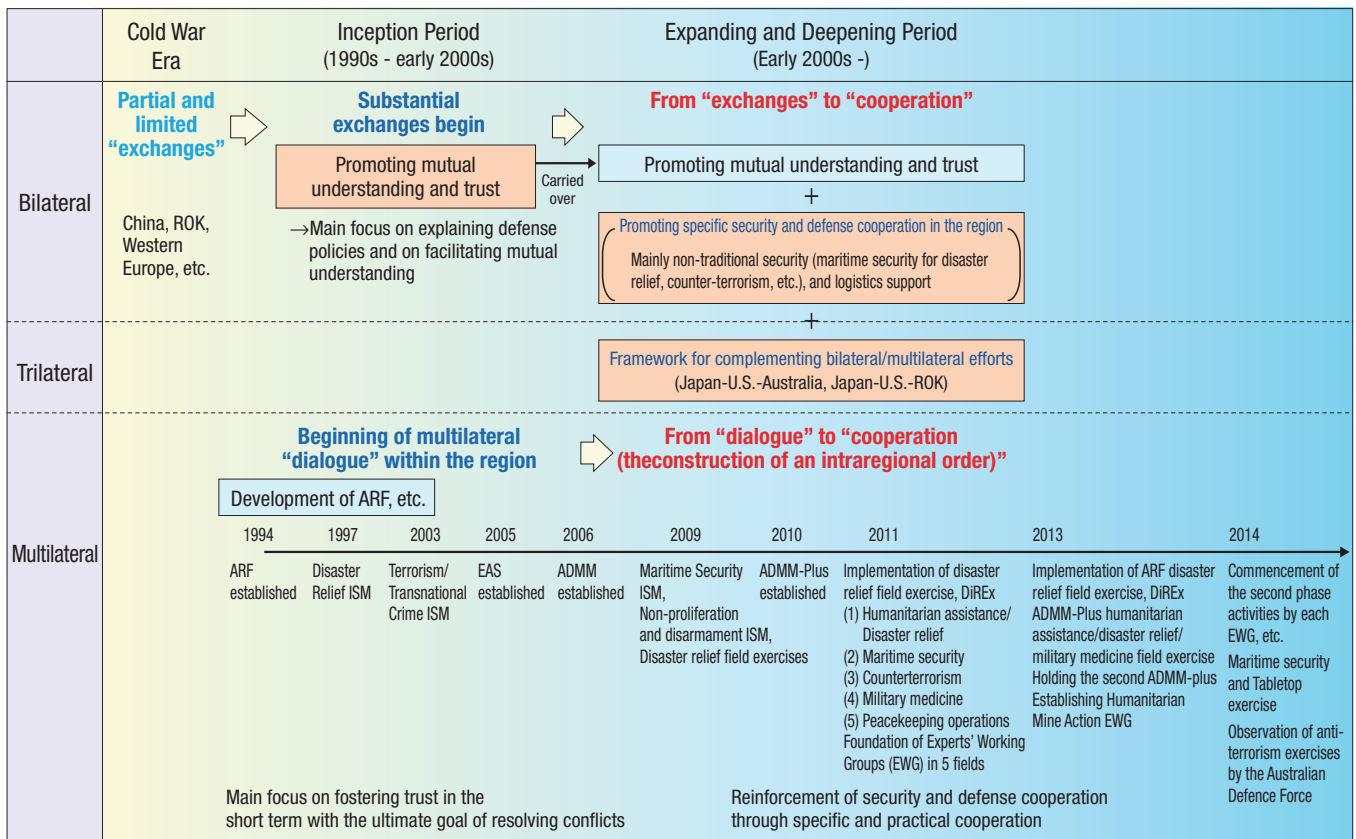 Cold War
Era
Inception Period
(1990s - early 2000s)
Expanding and Deepening Period
(Early 2000s -)
Bilateral
Partial and
limited
“exchanges”
China, ROK,
Western
Europe, etc.
Substantial
exchanges begin
Promoting mutual
understanding and trust
→Main focus on explaining defense
policies and on facilitating mutual
understanding
Carried
over
From “exchanges” to “cooperation”
Promoting mutual understanding and trust
+
Promoting specific security and defense cooperation in the region
Mainly non-traditional security (maritime security for disaster
relief, counter-terrorism, etc.), and logistics support
+
Trilateral
Framework for complementing bilateral/multilateral efforts
(Japan-U.S.-Australia, Japan-U.S.-ROK)
Multilateral
Beginning of multilateral
“dialogue” within the region
From “dialogue” to “cooperation
(theconstruction of an intraregional order)”
Development of ARF, etc.
1994
ARF
established
1997
Disaster
Relief ISM
2003
Terrorism/
Transnational
Crime ISM
2005
EAS
established
2006
ADMM
established
2009
Maritime Security
ISM,
Non-proliferation
and disarmament ISM,
Disaster relief field exercises
2010
ADMM-Plus
established
2011
Implementation of disaster
relief field exercise, DiREx
(1) Humanitarian assistance/
Disaster relief
(2) Maritime security
(3) Counterterrorism
(4) Military medicine
(5) Peacekeeping operations
Foundation of Experts’ Working
Groups (EWG) in 5 fields
2013
Implementation of ARF disaster
relief field exercise, DiREx
ADMM-Plus humanitarian
assistance/disaster relief/
military medicine field exercise
Holding the second ADMM-plus
Establishing Humanitarian
Mine Action EWG
2014
Commencement of
the second phase
activities by each
EWG, etc.
Maritime security
and Tabletop
exercise
Observation of anti-
terrorism exercises
by the Australian
Defence Force
Main focus on fostering trust in the
short term with the ultimate goal of resolving conflicts
Reinforcement of security and defense cooperation
through specific and practical cooperation